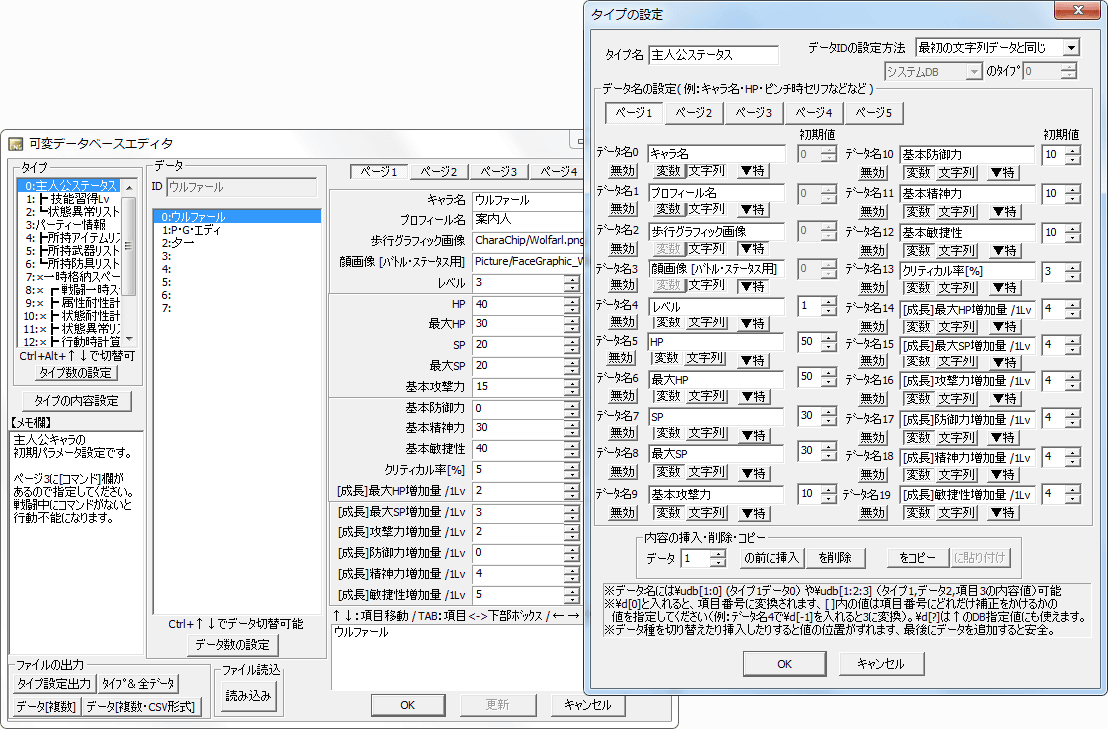 可変データベースエディタ
タイプ
0:主人公ステータス
1:┣技能習得Lv
2:┗状態異常リスト
3:パーティー情報
4:┣所持アイテムリス
5:┣所持武器リスト
6:┗所持防具リスト
7:×一時格納スペー
8:× ┏戦闘一時ス
9:× ┣属性耐性計
10:× ┣状態耐性計
11:× ┣状態異常リス
12:× ┣行動時計算
Ctrl+Alt+↑↓で切替可
タイプ数の設定
タイプの内容設定
【メモ欄】
主人公キャラの
初期パラメータ設定です。
ページ3に[コマンド]欄が
あるので指定してください。
戦闘中にコマンドがないと
行動不能になります。
ファイルの出力
タイプ設定出力 タイプ&全データ
データ[複数] データ[複数・CSV形式]
データ
ID ウルファール
0:ウルファール
1:P・G・エディ
2:夕一
3:
4:
5:
6:
7:
Ctrl+↑↓でデータ切替可能
データ数の設定
ファイル読込
読み込み
ページ1 ページ2 ページ3 ページ4
キャラ名 ウルファール
プロフィール名 案内人
歩行グラフィック画像 CharaChip/Wolfarl.png
顔画像 [バトル・ステータス用] Picture/FaceGraphic_W
レベル 3
HP 40
最大HP 30
SP 20
最大SP 20
基本攻撃力 15
基本防御力 0
基本精神力 30
基本敏捷性 40
クリティカル率[%] 5
[成長]最大HP増加量 /1Lv 2
[成長]最大SP増加量 /1Lv 3
[成長]攻撃力増加量 /1Lv 2
[成長]防御力増加量 /1Lv 0
[成長]精神力増加量 /1Lv 4
[成長]敏捷性増加量 /1Lv 5
↑↓:項目移動 / TAB:項目<->下部ボックス / ← →
ウルファール
OK 更新 キャンセル
タイプの設定
タイプ名 主人公ステータス
データIDの設定方法 最初の文字列データと同じ
システムDB のタイプ 0
データ名の設定( 例:キャラ名・HP・ピンチ時セリフなどなど )
ページ1 ページ2 ページ3 ページ4 ページ5
初期値
データ名0 キャラ名 0
無効 変数 文字列 ▼特
データ名1 プロフィール名 0
無効 変数 文字列 ▼特
データ名2 歩行グラフィック画像 0
無効 変数 文字列 ▼特
データ名3 顔画像 [バトル・ステータス用] 0
無効 変数 文字列 ▼特
データ名4 レベル 1
無効 変数 文字列 ▼特
データ名5 HP 50
無効 変数 文字列 ▼特
データ名6 最大HP 50
無効 変数 文字列 ▼特
データ名7 SP 30
無効 変数 文字列 ▼特
データ名8 最大SP 30
無効 変数 文字列 ▼特
データ名9 基本攻撃力 10
無効 変数 文字列 ▼特
初期値
データ名10 基本防御力 10
無効 変数 文字列 ▼特
データ名11 基本精神力 10
無効 変数 文字列 ▼特
データ名12 基本敏捷性 10
無効 変数 文字列 ▼特
データ名13 クリティカル率[%] 3
無効 変数 文字列 ▼特
データ名14 [成長]最大HP増加量 /1Lv 4
無効 変数 文字列 ▼特
データ名15 [成長]最大SP増加量 /1Lv 4
無効 変数 文字列 ▼特
データ名16 [成長]攻撃力増加量 /1Lv 4
無効 変数 文字列 ▼特
データ名17 [成長]防御力増加量 /1Lv 4
無効 変数 文字列 ▼特
データ名18 [成長]精神力増加量 /1Lv 4
無効 変数 文字列 ▼特
データ名19 [成長]敏捷性増加量 /1Lv 4
無効 変数 文字列 ▼特
内容の挿入・削除・コピー
データ 1 の前に挿入 を削除 をコピー に貼り付け
※データ名には¥udb[1:0] (タイプ1データ0) や¥udb[1:2:3] (タイプ1,データ2,項目3の内容値)可能
※¥d[0]と入れると、項目番号に変換されます、[ ]内の値は項目番号にどれだけ補正をかけるかの
値を指定してください(例:データ名4で¥d[-1]を入れると3に変換)。¥d[?]は↑のDB指定値にも使えます。
※データ種を切り替えたり挿入したりすると値の位置がずれます、最後にデータを追加すると安全。
OK キャンセル